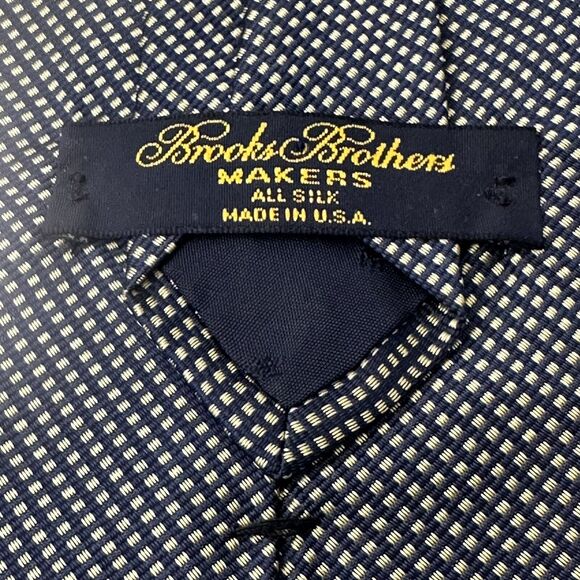 Brooks Brothers
MAKERS
ALL SILK
MADE IN U.S.A.